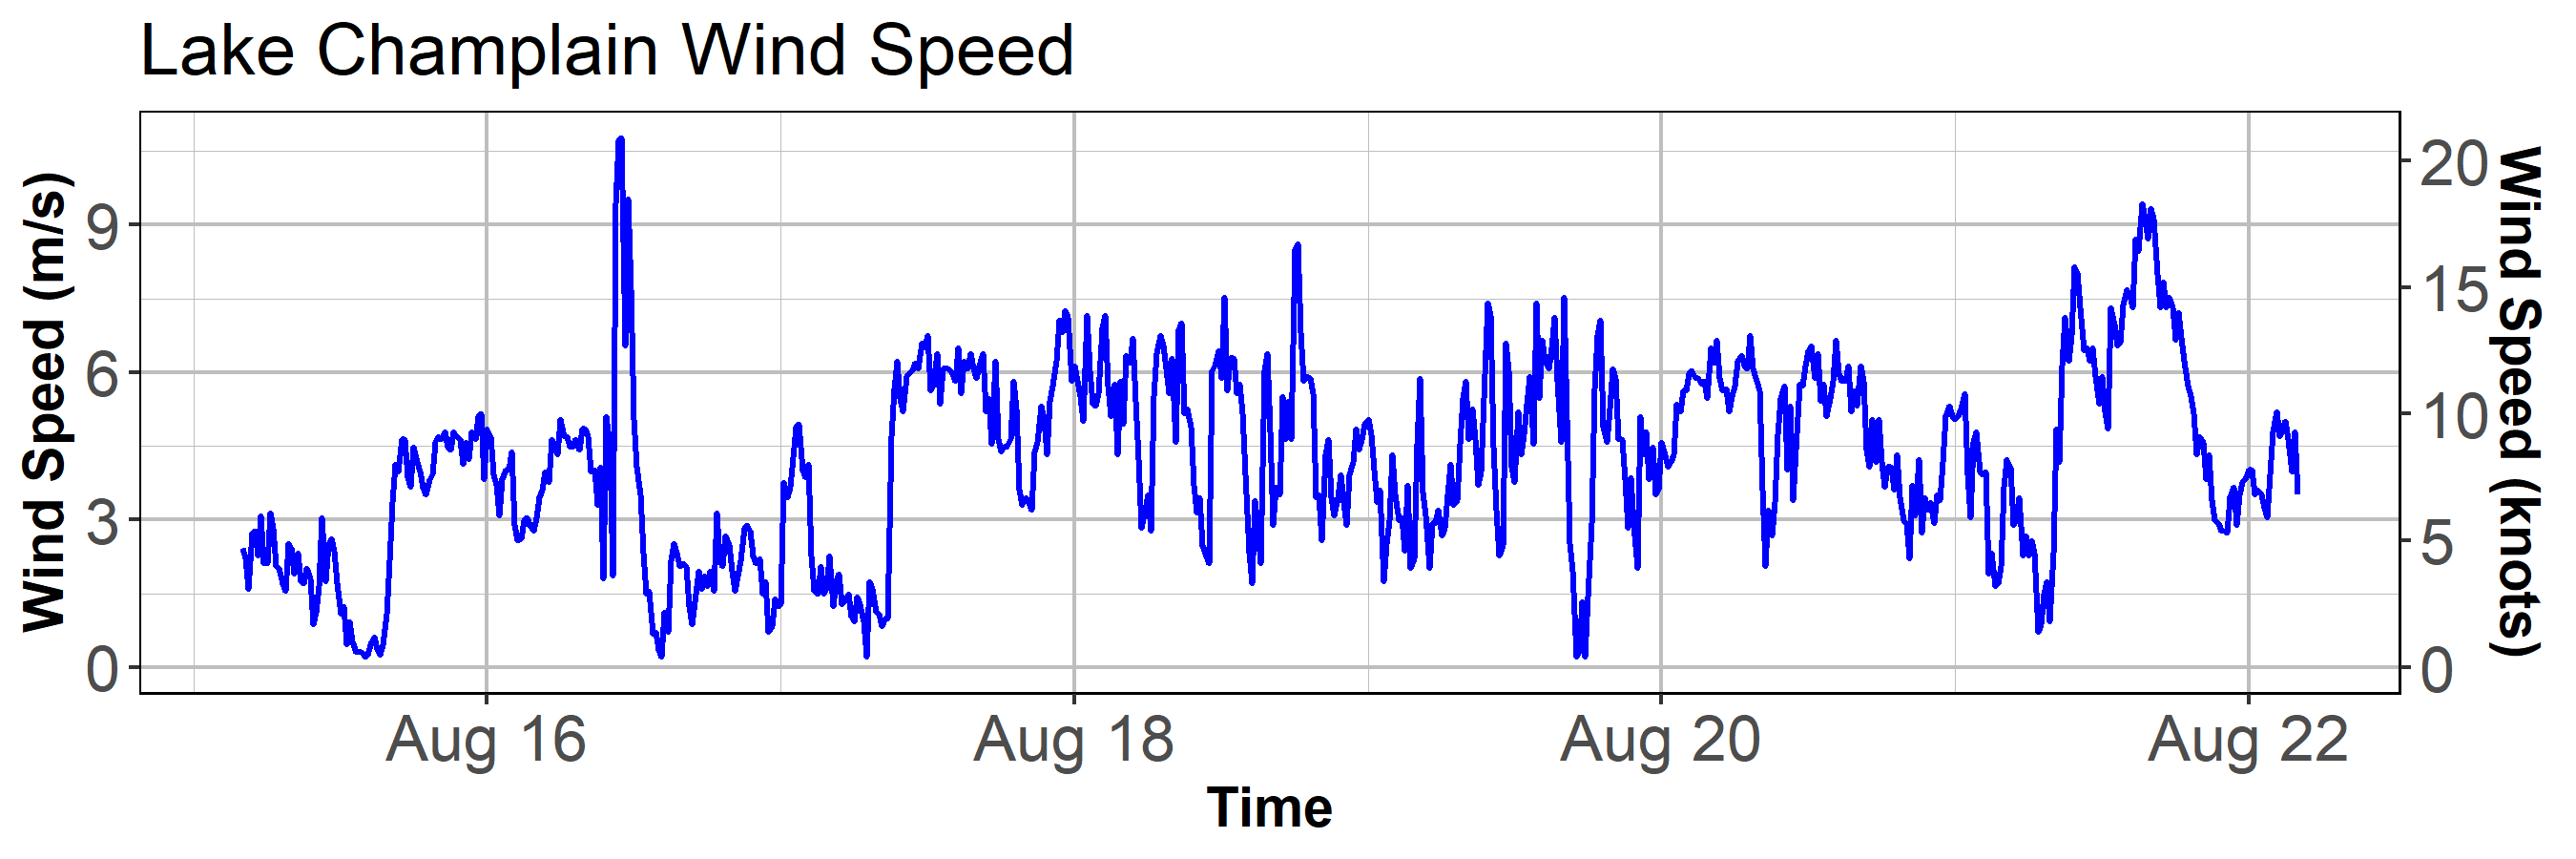 Lake Champlain Wind Speed
Wind Speed (m/s)
9
6
3
0
20
15
10
5
0
Wind Speed (knots)
Aug 16
Aug 18
Aug 20
Aug 22
Time